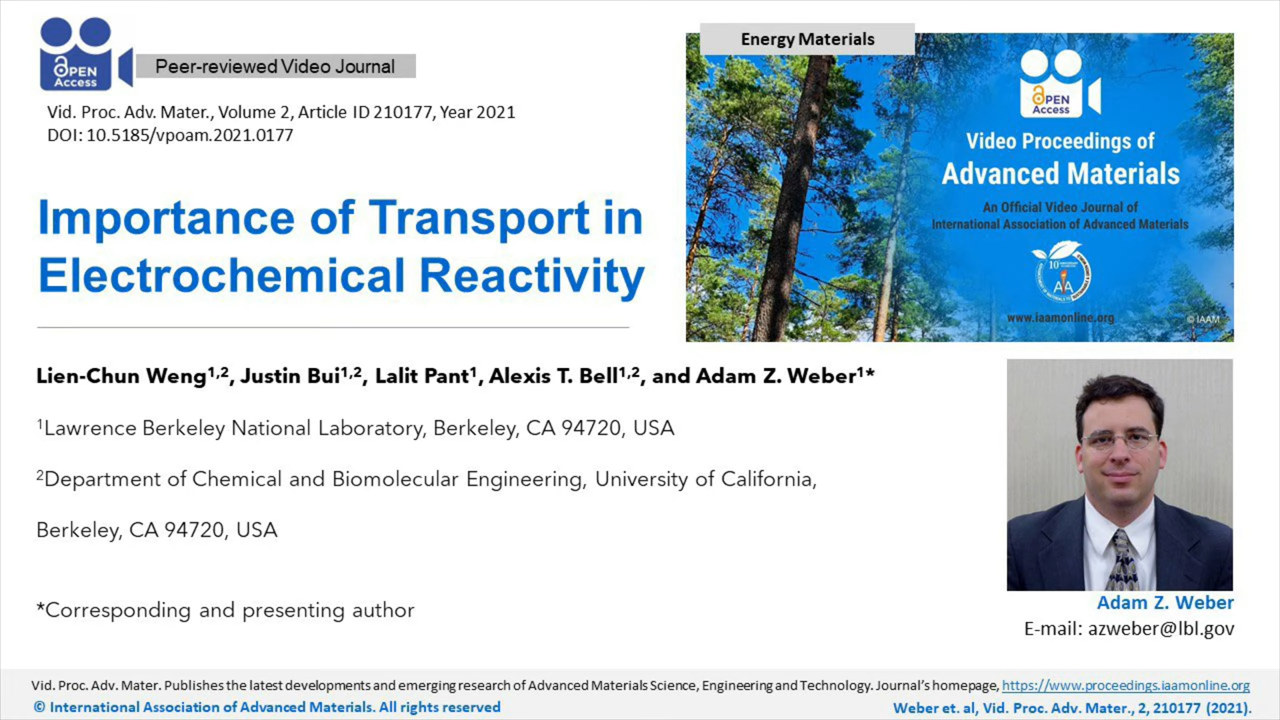 OPEN
Access
Peer-reviewed Video Journal
Vid. Proc. Adv. Mater., Volume 2, Article ID 210177, Year 2021
DOI: 10.5185/vpoam.2021.0177
Energy Materials
OPEN
Access
Video Proceedings of
Advanced Materials
An Official Video Journal of
International Association of Advanced Materials
10
www.iaamonline.org
© IAAM
Importance of Transport in
Electrochemical Reactivity
Lien-Chun Weng1,2, Justin Bui1,2, Lalit Pant1, Alexis T. Bell1,2, and Adam Z. Weber1*
1Lawrence Berkeley National Laboratory, Berkeley, CA 94720, USA
2Department of Chemical and Biomolecular Engineering, University of California,
Berkeley, CA 94720, USA
*Corresponding and presenting author
Adam Z. Weber
E-mail: azweber@lbl.gov
Vid. Proc. Adv. Mater. Publishes the latest developments and emerging research of Advanced Materials Science, Engineering and Technology. Journal's homepage, https://www.proceedings.iaamonline.org
© International Association of Advanced Materials. All rights reserved
Weber et. al, Vid. Proc. Adv. Mater., 2, 210177 (2021).